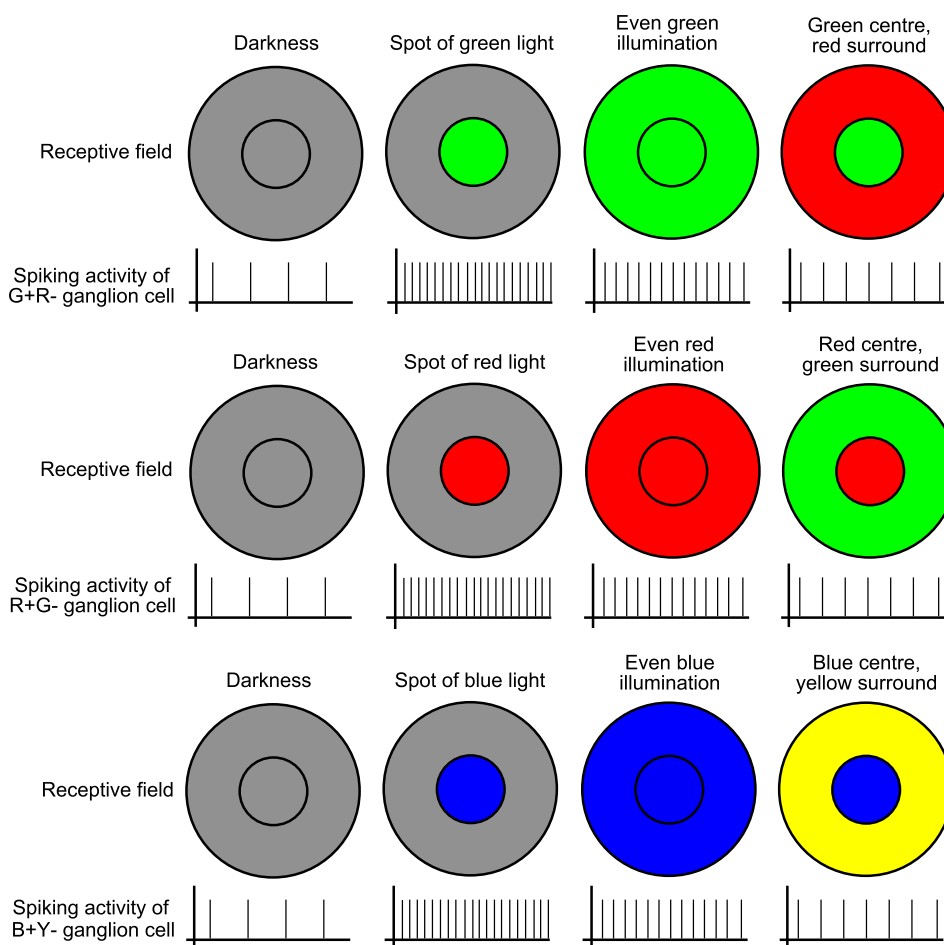 Darkness
Spot of green light
Even green
illumination
Green centre,
red surround
Receptive field
Spiking activity of
G+R- ganglion cell
Darkness
Spot of red light
Even red
illumination
Red centre,
green surround
Receptive field
Spiking activity of
R+G- ganglion cell
Darkness
Spot of blue light
Even blue
illumination
Blue centre,
yellow surround
Receptive field
Spiking activity of
B+Y- ganglion cell